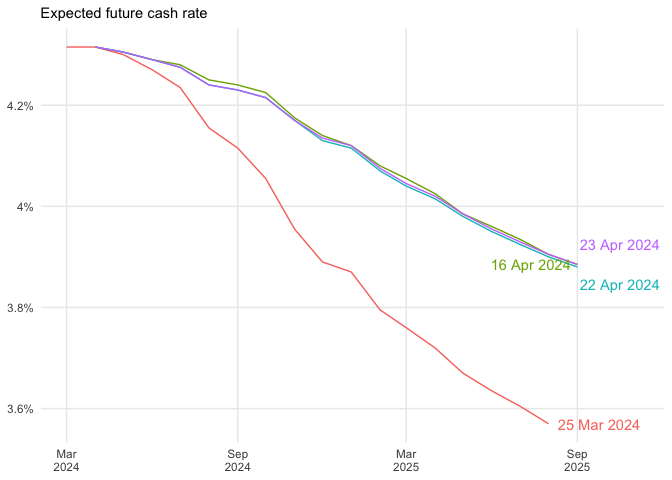 Expected future cash rate
4.2%
4%
3.8%
3.6%
23 Apr 2024
16 Apr 2024
22 Apr 2024
25 Mar 2024
Mar
2024
Sep
2024
Mar
2025
Sep
2025